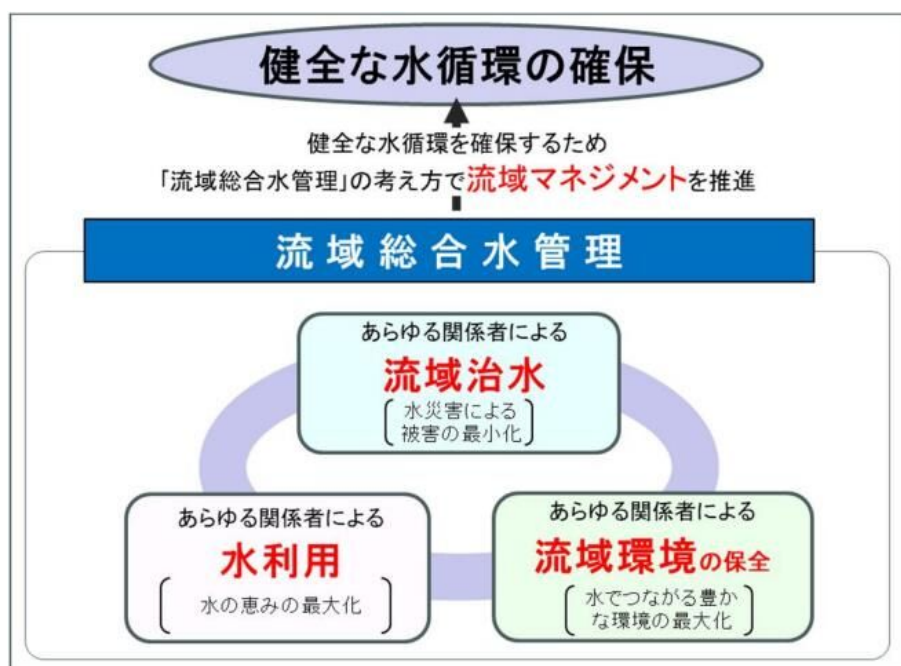 健全な水循環の確保
健全な水循環を確保するため
「流域総合水管理」の考え方で流域マネジメントを推進
流域総合水管理
あらゆる関係者による
流域治水
水災害による
被害の最小化
あらゆる関係者による
水利用
水の恵みの最大化
あらゆる関係者による
流域環境の保全
水でつながる豊か
な環境の最大化